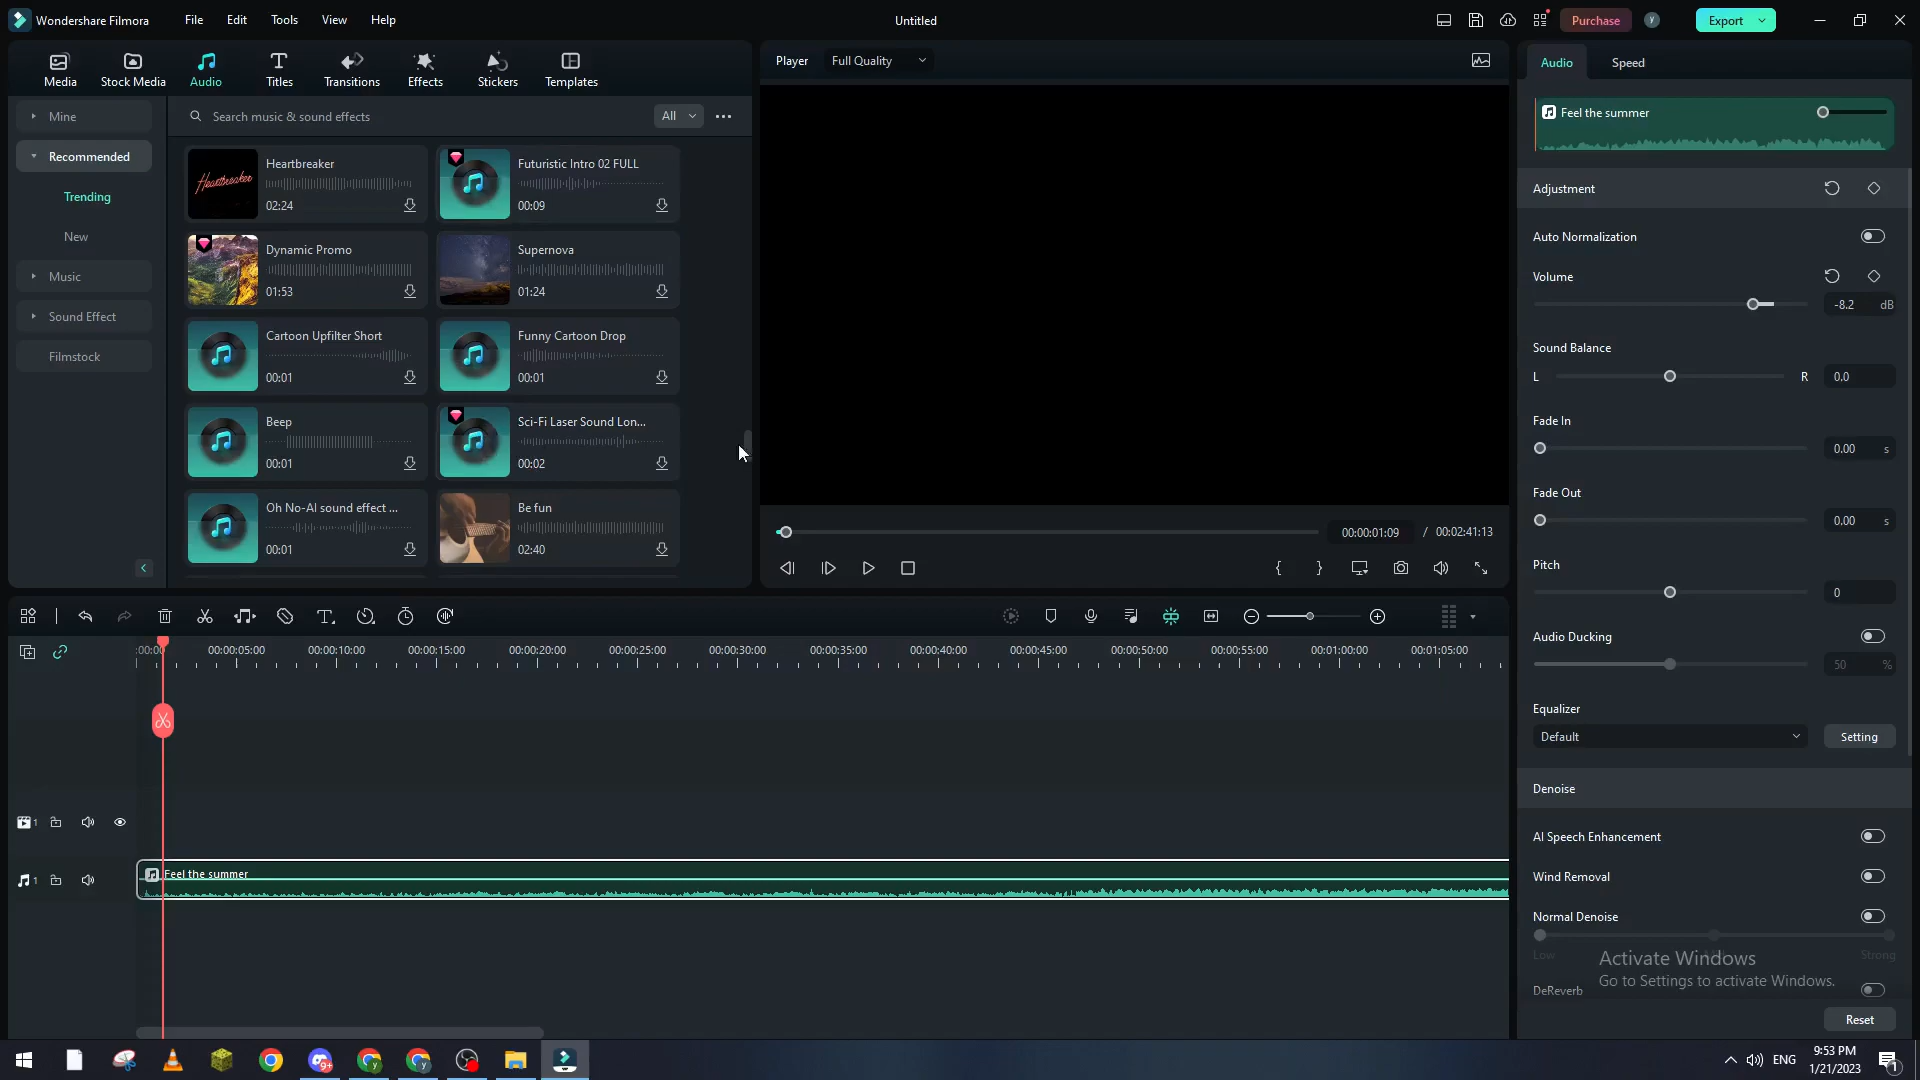 Wondershare Filmora
File
Edit
Tools
View
Help
Untitled
Purchase
y
Export
Media
Stock Media
Audio
Titles
Transitions
Effects
Stickers
Templates
Player
Full Quality
Audio
Speed
Mine
Search music & sound effects
All
Recommended
Trending
New
Music
Sound Effect
Filmstock
Heartbreaker
Heartbreaker
02:24
Futuristic Intro 02 FULL
00:09
Dynamic Promo
01:53
Supernova
01:24
Cartoon Upfilter Short
00:01
Funny Cartoon Drop
00:01
Beep
00:01
Sci-Fi Laser Sound Lon...
00:02
Oh No-AI sound effect ...
00:01
Be fun
02:40
00:00:01:09 / 00:02:41:13
{ }
Feel the summer
Adjustment
Auto Normalization
Volume
-8.2 dB
Sound Balance
L R 0.0
Fade In
0.00 s
Fade Out
0.00 s
Pitch
0
Audio Ducking
50 %
Equalizer
Default
Setting
Denoise
AI Speech Enhancement
Wind Removal
Normal Denoise
Low Strong
DeReverb
Reset
Activate Windows
Go to Settings to activate Windows.
:00:00 00:00:05:00 00:00:10:00 00:00:15:00 00:00:20:00 00:00:25:00 00:00:30:00 00:00:35:00 00:00:40:00 00:00:45:00 00:00:50:00 00:00:55:00 00:01:00:00 00:01:05:00
1
1
Feel the summer
9+
y
y
ENG
9:53 PM
1/21/2023
1